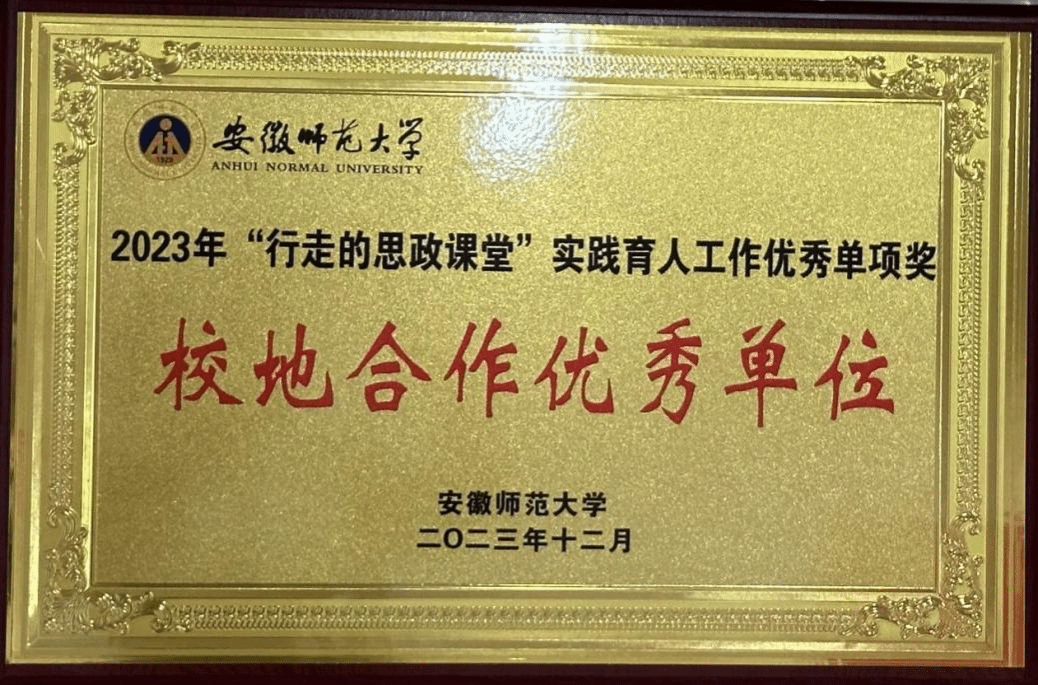 安徽师范大学
ANHUI NORMAL UNIVERSITY
1928
2023年“行走的思政课堂”实践育人工作优秀单项奖
校地合作优秀单位
安徽师范大学
二〇二三年十二月